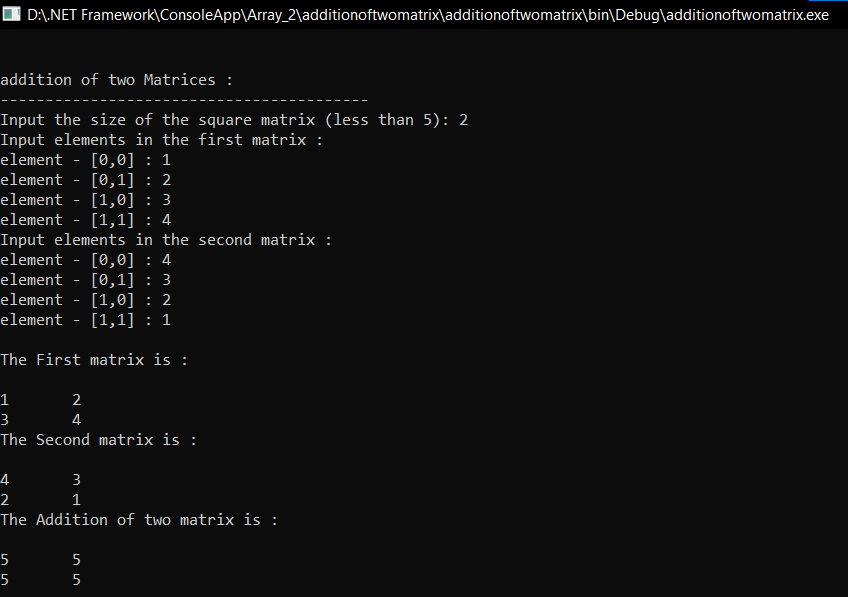 D:\.NET Framework\ConsoleApp\Array_2\additionoftwomatrix\additionoftwomatrix\bin\Debug\additionoftwomatrix.exe
addition of two Matrices :
-----------------------------------------
Input the size of the square matrix (less than 5): 2
Input elements in the first matrix :
element - [0,0] : 1
element - [0,1] : 2
element - [1,0] : 3
element - [1,1] : 4
Input elements in the second matrix :
element - [0,0] : 4
element - [0,1] : 3
element - [1,0] : 2
element - [1,1] : 1
The First matrix is :
1	2
3	4
The Second matrix is :
4	3
2	1
The Addition of two matrix is :
5	5
5	5